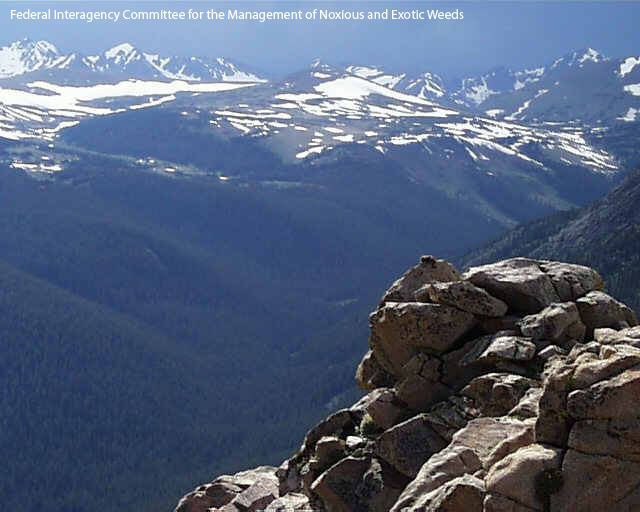 Federal Interagency Committee for the Management of Noxious and Exotic Weeds